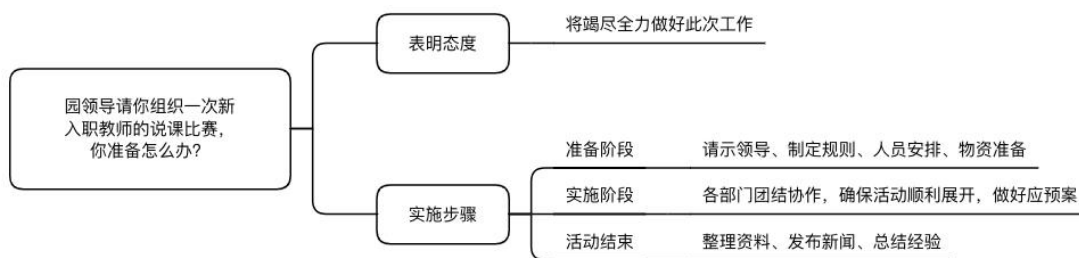 园领导请你组织一次新
入职教师的说课比赛，
你准备怎么办？
表明态度
将竭尽全力做好此次工作
实施步骤
准备阶段 请示领导、制定规则、人员安排、物资准备
实施阶段 各部门团结协作，确保活动顺利展开，做好应预案
活动结束 整理资料、发布新闻、总结经验